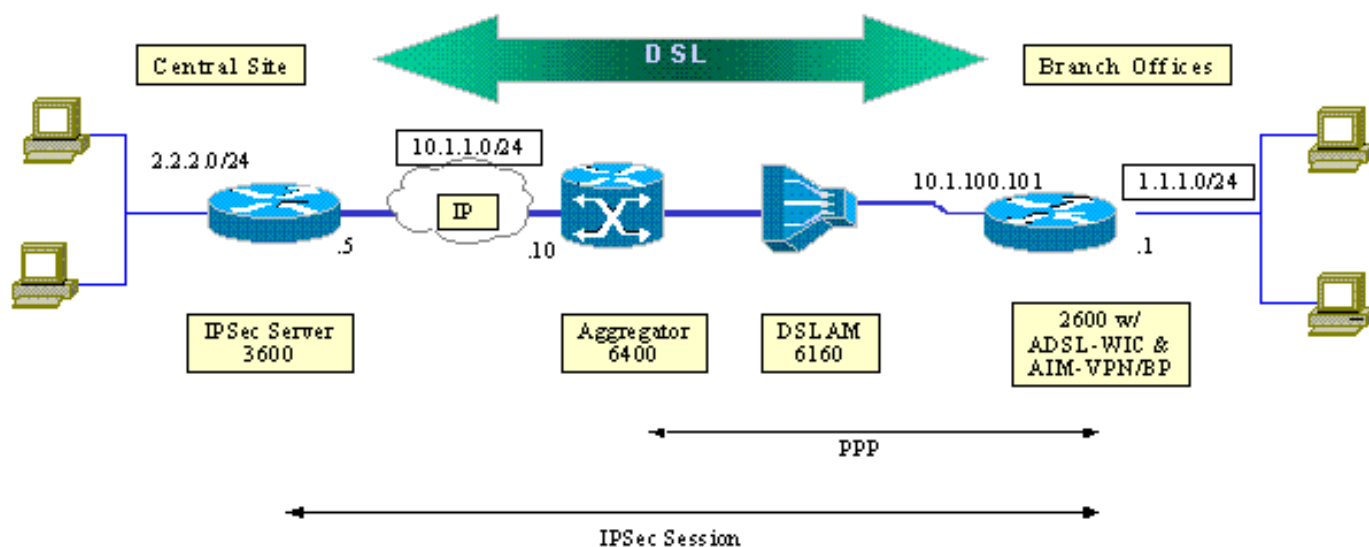 DSL
Central Site
Branch Offices
2.2.2.0/24
10.1.1.0/24
IP
10.1.100.101
1.1.1.0/24
.5
.10
.1
IPSec Server
3600
Aggregator
6400
DSLAM
6160
2600 w/
ADSL-WIC &
AIM-VPN/BP
PPP
IPSec Session